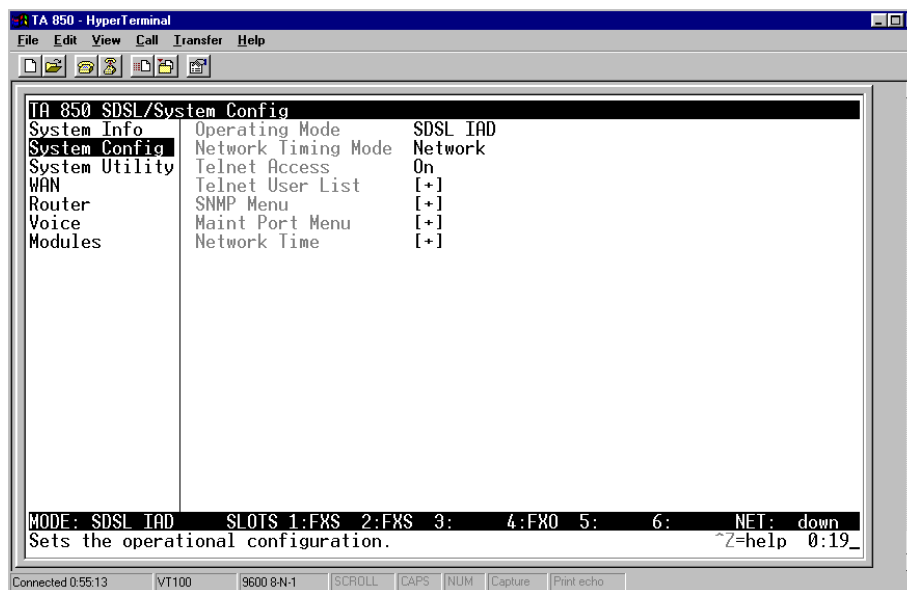 TA 850 - HyperTerminal
File Edit View Call Transfer Help
TA 850 SDSL/System Config
System Info Operating Mode SDSL IAD
System Config Network Timing Mode Network
System Utility Telnet Access On
WAN Telnet User List [+]
Router SNMP Menu [+]
Voice Maint Port Menu [+]
Modules Network Time [+]
MODE: SDSL IAD SLOTS 1:FXS 2:FXS 3: 4:FXO 5: 6: NET: down
Sets the operational configuration. ^Z=help 0:19_
Connected 0:55:13 VT100 9600 8-N-1 SCROLL CAPS NUM Capture Print echo